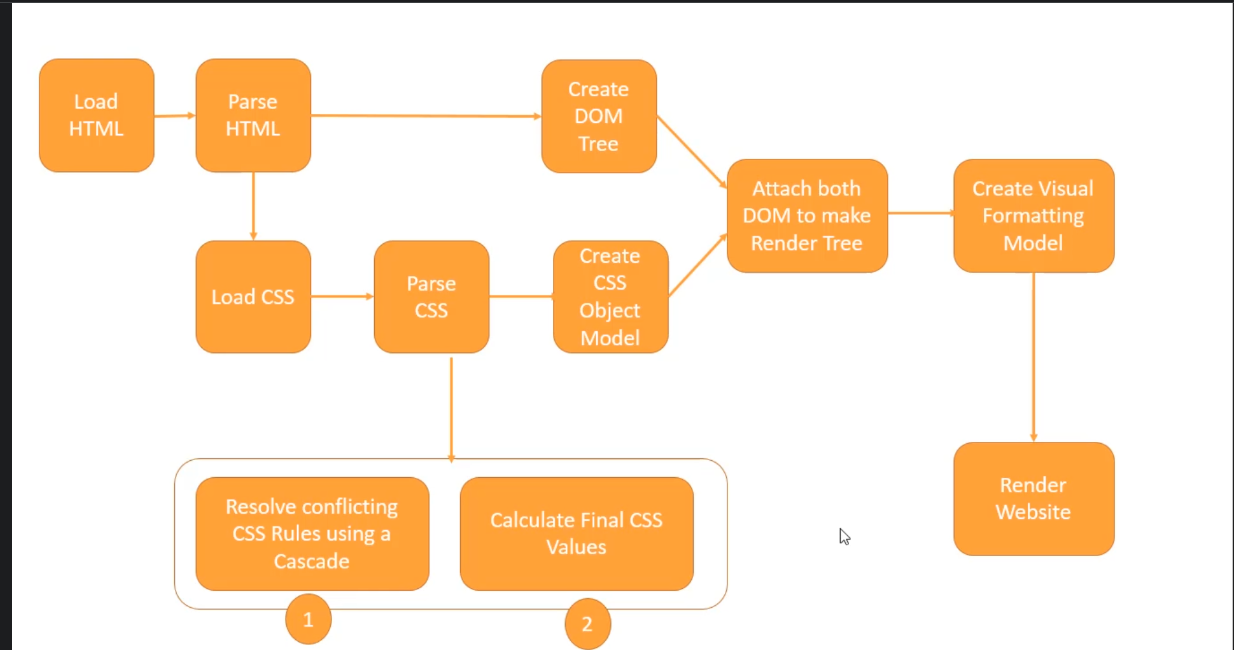 Load
HTML
Parse
HTML
Create
DOM
Tree
Attach both
DOM to make
Render Tree
Create Visual
Formatting
Model
Load CSS
Parse
CSS
Create
CSS
Object
Model
Render
Website
Resolve conflicting
CSS Rules using a
Cascade
Calculate Final CSS
Values
1
2